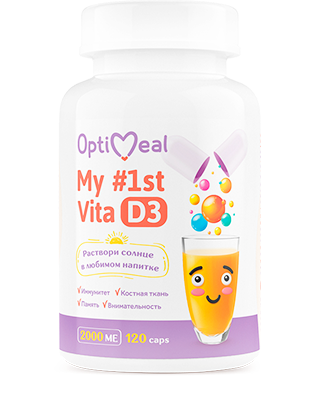 OptiMeal
My #1st
Vita D3
Раствори солнце
в любимом напитке
√Иммунитет √Костная ткань
√Память √Внимательность
2000 МЕ 120 caps